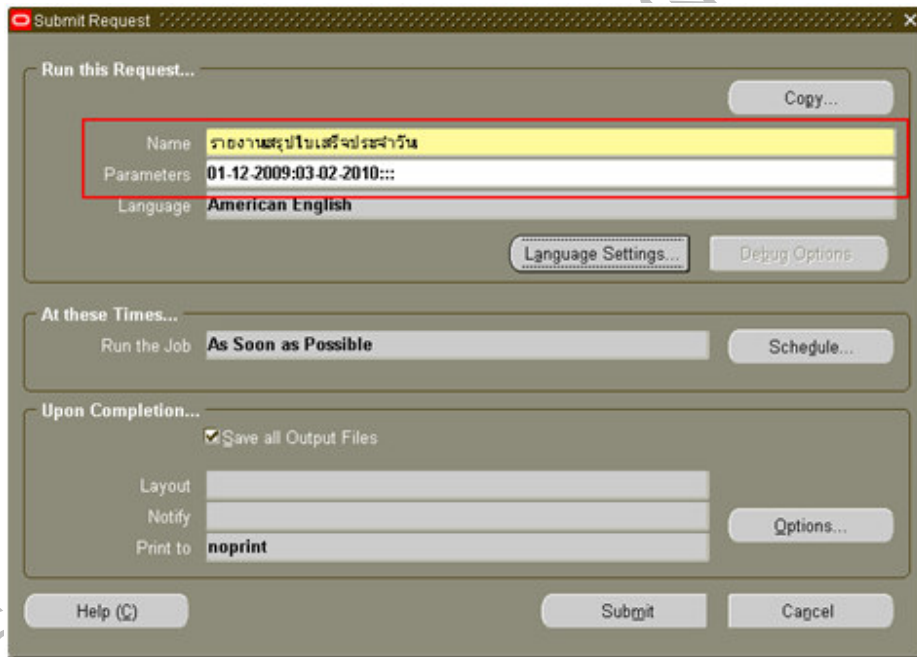 Submit Request
Run this Request...
Copy...
Name รายงานสรุปใบเสร็จประจำวัน
Parameters 01-12-2009:03-02-2010:::
Language American English
Language Settings... Debug Options
At these Times...
Run the Job As Soon as Possible Schedule...
Upon Completion...
Save all Output Files
Layout
Notify
Options...
Print to noprint
Help (C) Submit Cancel